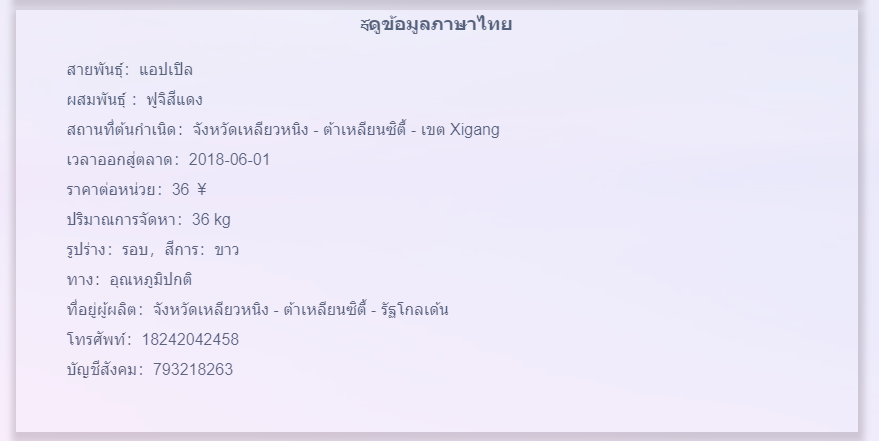 ดูข้อมูลภาษาไทย
สายพันธุ์: แอปเปิล
ผสมพันธุ์ : ฟูจิสีแดง
สถานที่ต้นกำเนิด: จังหวัดเหลียวหนิง - ต้าเหลียนซิตี้ - เขต Xigang
เวลาออกสู่ตลาด: 2018-06-01
ราคาต่อหน่วย: 36 ¥
ปริมาณการจัดหา: 36 kg
รูปร่าง: รอบ, สีการ: ขาว
ทาง: อุณหภูมิปกติ
ที่อยู่ผู้ผลิต: จังหวัดเหลียวหนิง - ต้าเหลียนซิตี้ - รัฐโกลเด้น
โทรศัพท์: 18242042458
บัญชีสังคม: 793218263